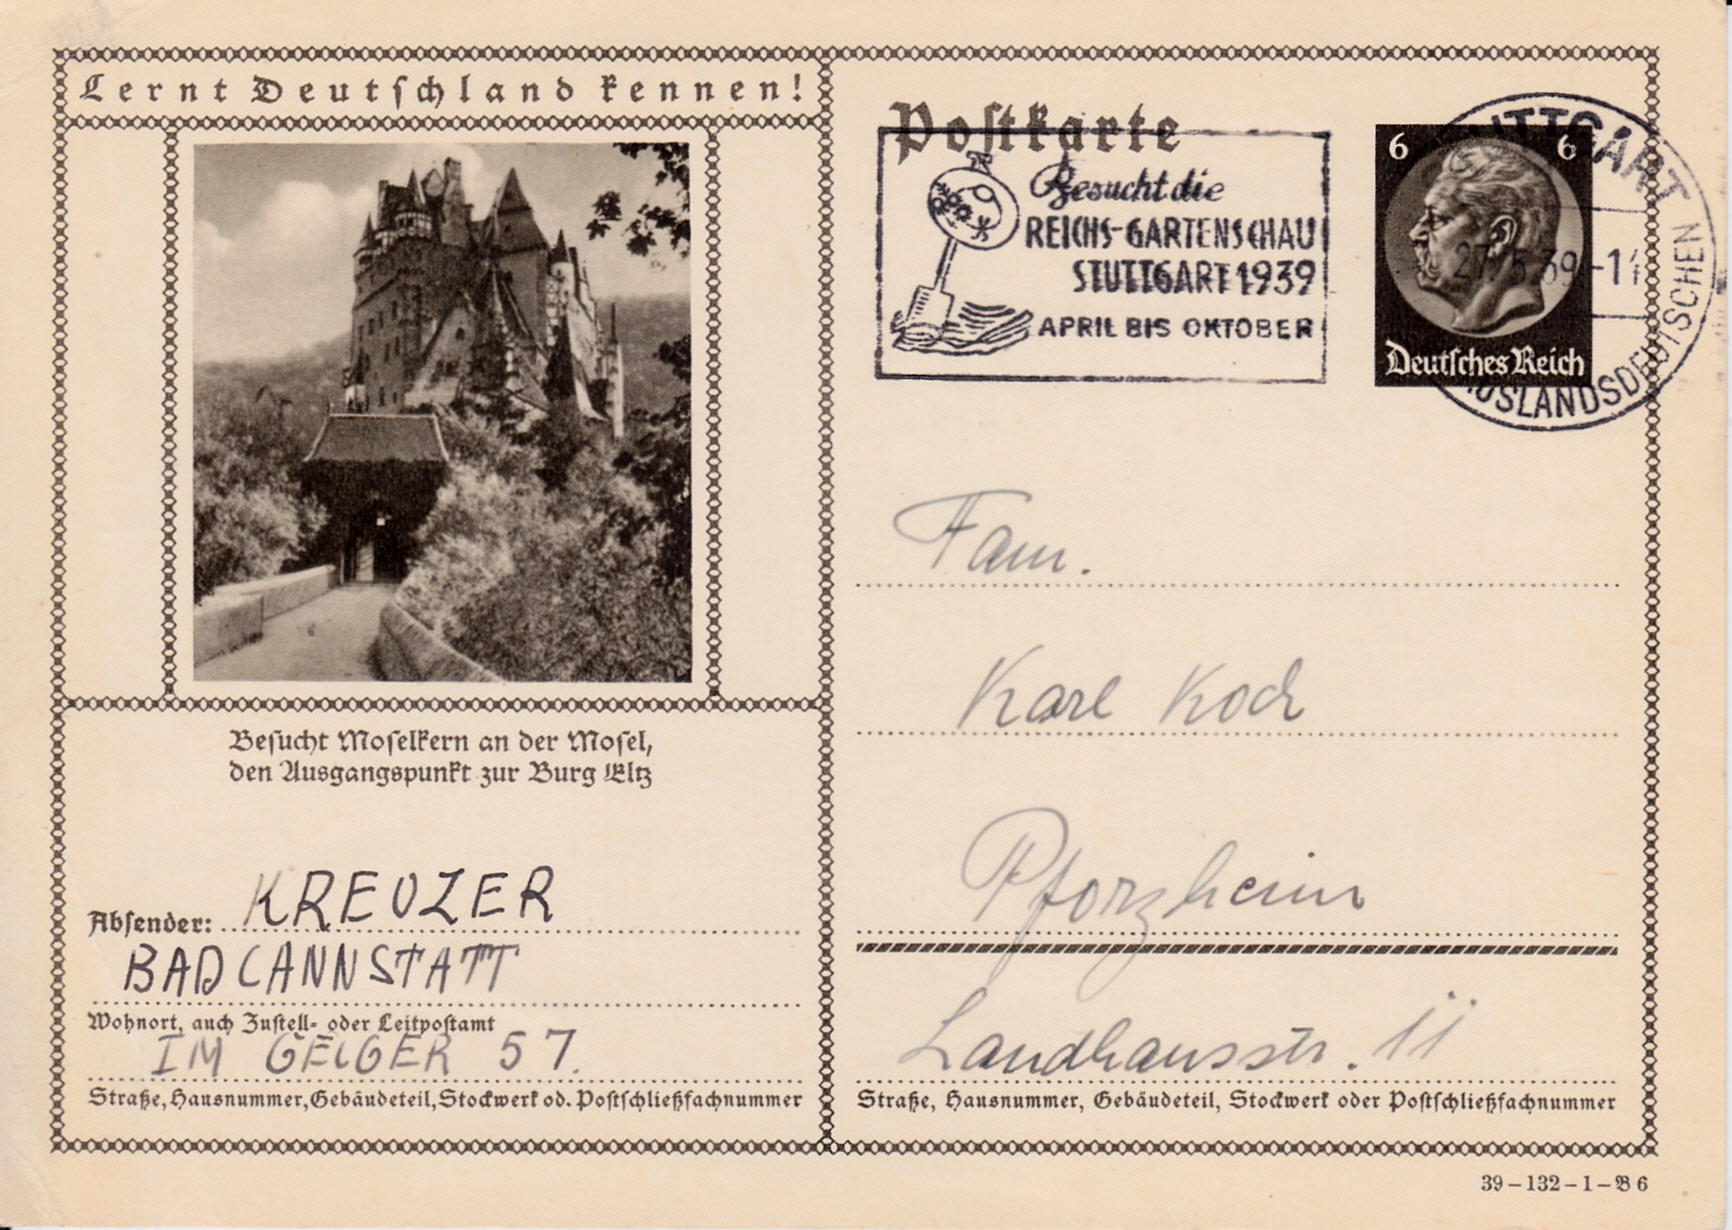 Lernt Deutschland kennen!
Besucht Moselkern an der Mosel,
den Ausgangspunkt zur Burg Eltz
Absender: KREUZER
BAD CANNSTATT
Wohnort, auch Zustell- oder Leitpostamt
IM GEIGER 57.
Straße, Hausnummer, Gebäudeteil, Stockwerk od. Postschließfachnummer
Postkarte
Besucht die
REICHS-GARTENSCHAU
STUTTGART 1939
APRIL BIS OKTOBER
6 6
Deutsches Reich
STUTTGART
27.5.39-1
AUSLANDSDEUTSCHEN
Fam.
Karl Koch
Pforzheim
Landhausstr. 11
Straße, Hausnummer, Gebäudeteil, Stockwerk oder Postschließfachnummer
39-132-1-B 6